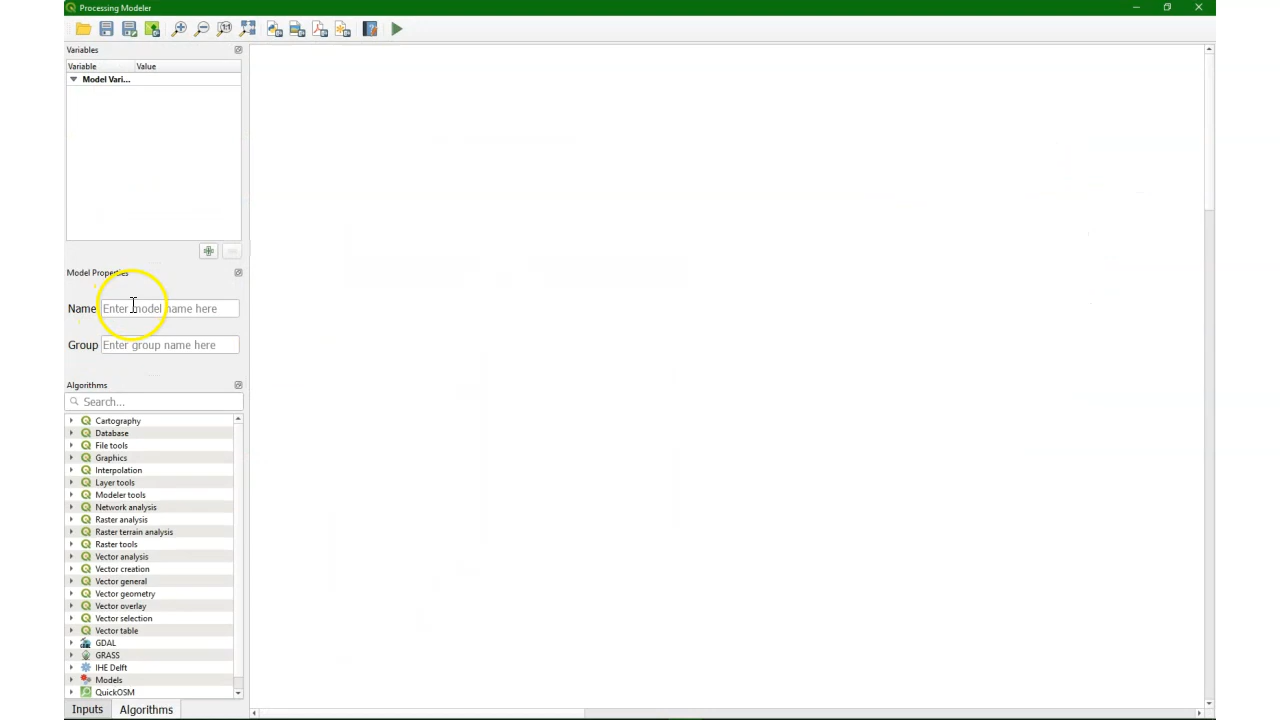 Processing Modeler
Variables
Variable Value
Model Vari...
Model Properties
Name Enter model name here
Group Enter group name here
Algorithms
Search...
Cartography
Database
File tools
Graphics
Interpolation
Layer tools
Modeler tools
Network analysis
Raster analysis
Raster terrain analysis
Raster tools
Vector analysis
Vector creation
Vector general
Vector geometry
Vector overlay
Vector selection
Vector table
GDAL
GRASS
IHE Delft
Models
QuickOSM
Inputs Algorithms